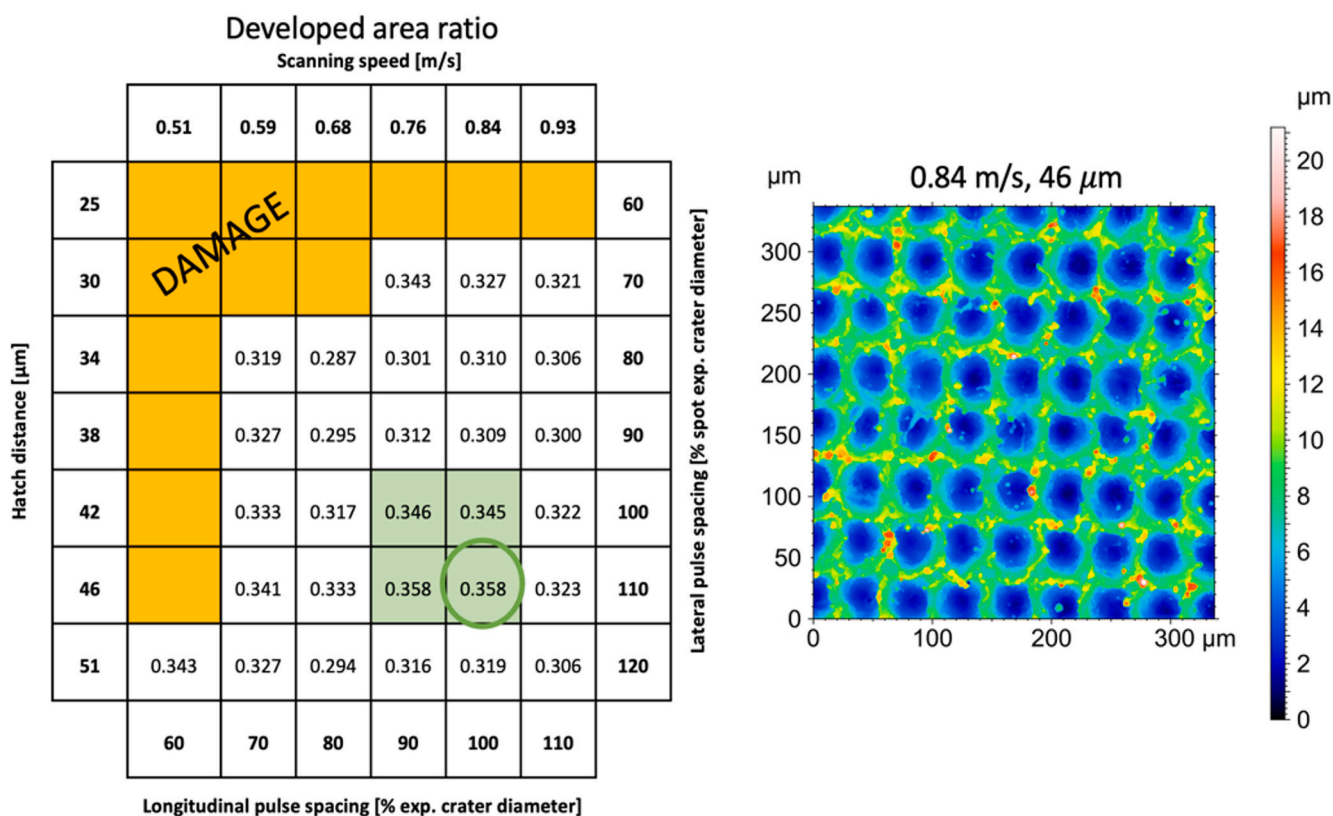 Developed area ratio
Scanning speed [m/s]
0.51 0.59 0.68 0.76 0.84 0.93
25 60
DAMAGE
30 0.343 0.327 0.321 70
34 0.319 0.287 0.301 0.310 0.306 80
38 0.327 0.295 0.312 0.309 0.300 90
42 0.333 0.317 0.346 0.345 0.322 100
46 0.341 0.333 0.358 0.358 0.323 110
51 0.343 0.327 0.294 0.316 0.319 0.306 120
60 70 80 90 100 110
Longitudinal pulse spacing [% exp. crater diameter]
Hatch distance [µm]
Lateral pulse spacing [% spot exp. crater diameter]
0.84 m/s, 46 µm
µm
300
250
200
150
100
50
0
0 100 200 300 µm
µm
20
18
16
14
12
10
8
6
4
2
0